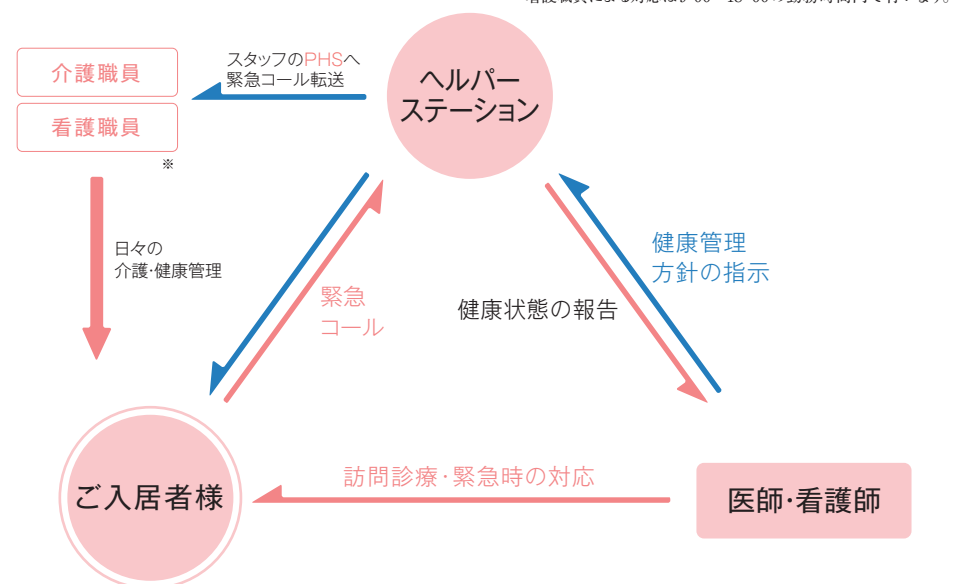 スタッフのPHSへ
緊急コール転送
介護職員
看護職員
※
ヘルパー
ステーション
日々の
介護・健康管理
緊急
コール
健康管理
方針の指示
健康状態の報告
ご入居者様
訪問診療・緊急時の対応
医師・看護師